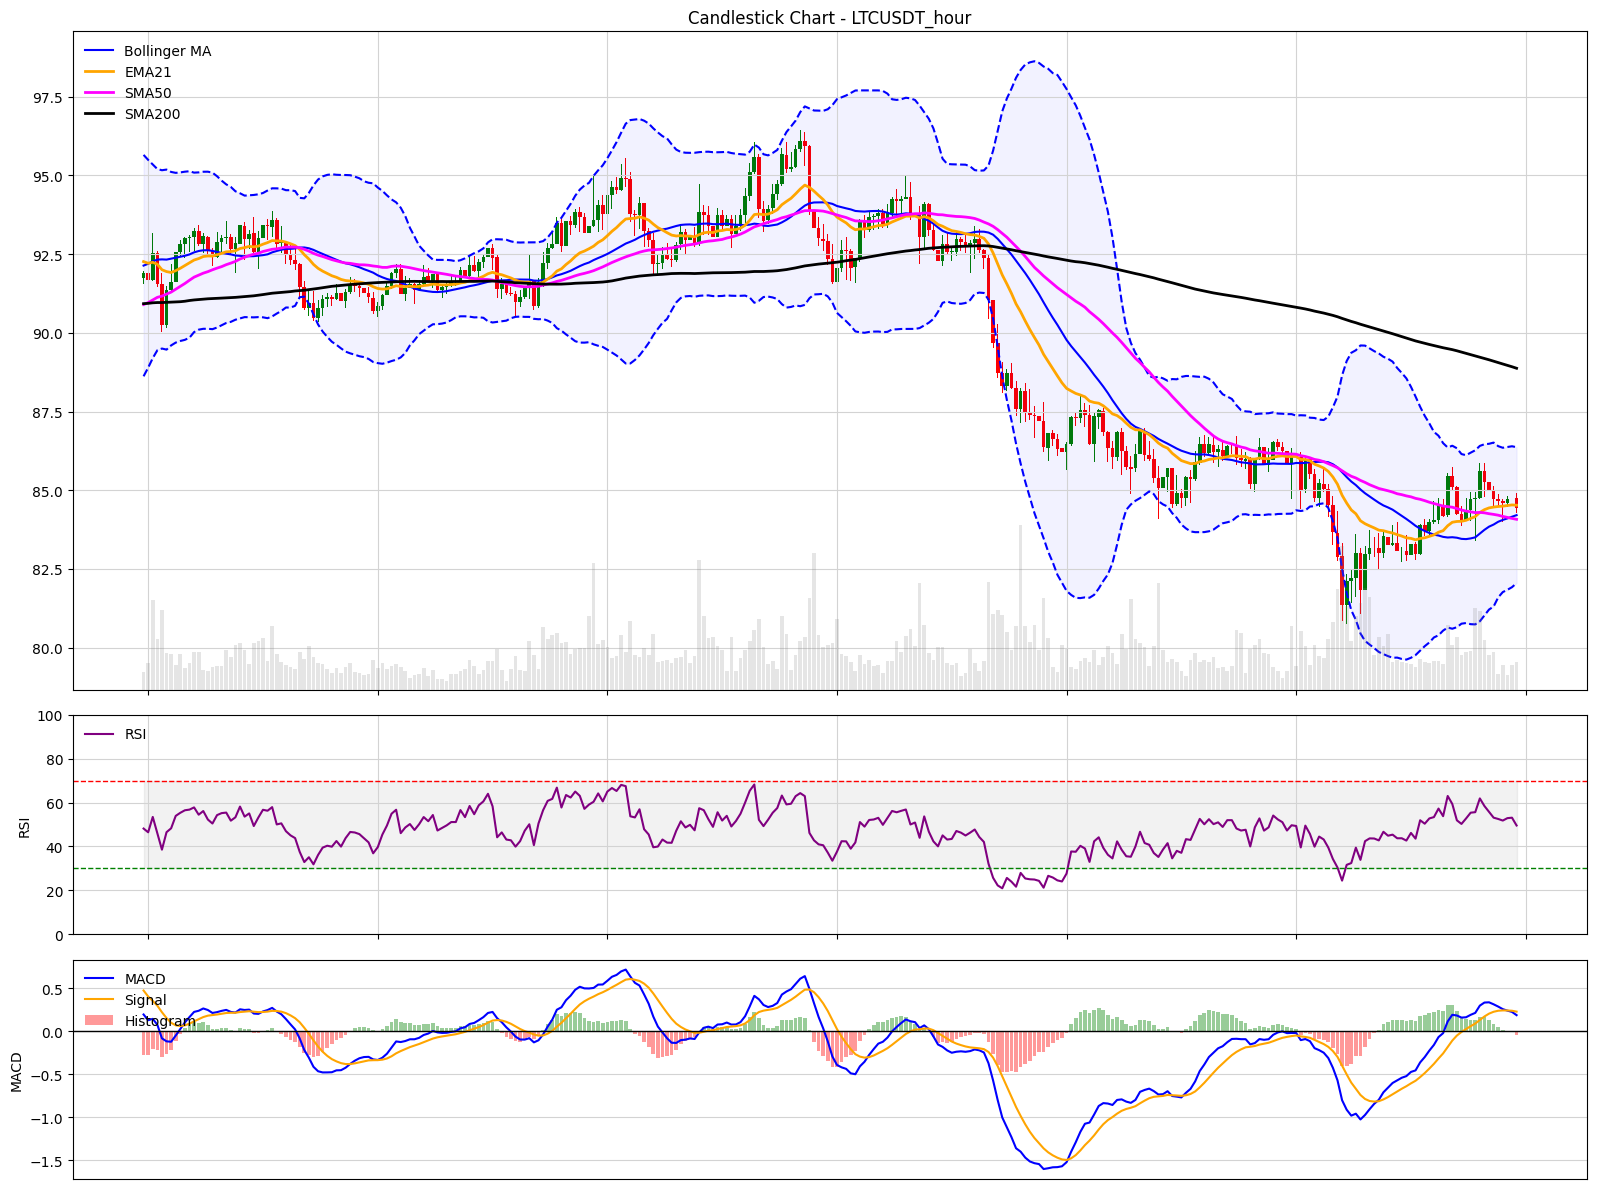 Candlestick Chart - LTCUSDT_hour
Bollinger MA
EMA21
SMA50
SMA200
97.5
95.0
92.5
90.0
87.5
85.0
82.5
80.0
RSI
100
80
60
40
20
0
RSI
MACD
Signal
Histogram
0.5
0.0
−0.5
−1.0
−1.5
MACD